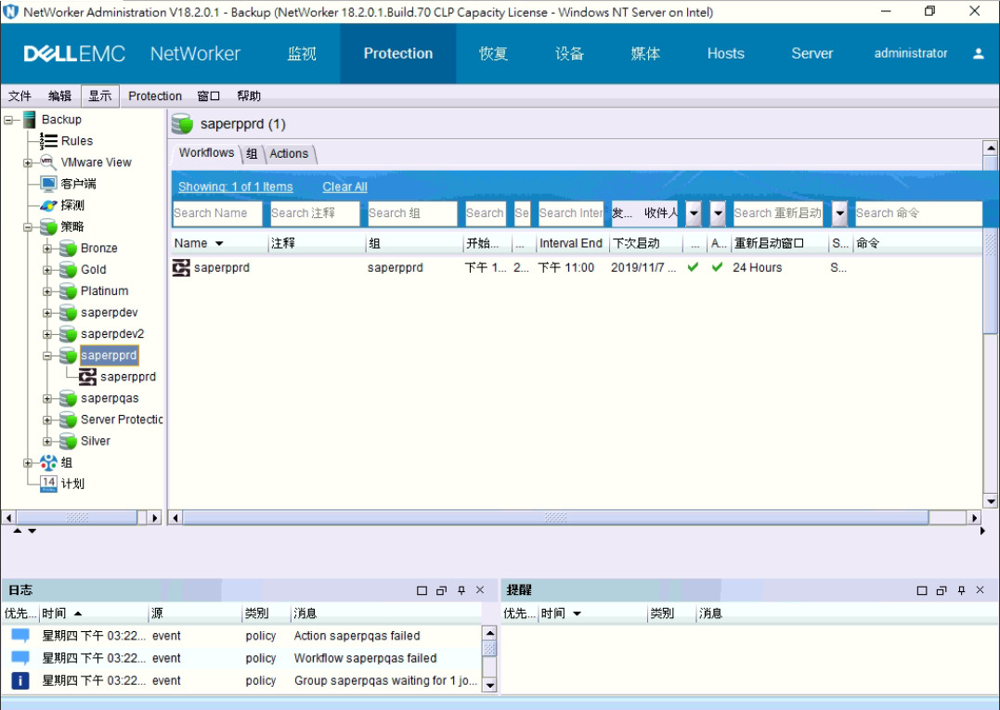 NetWorker Administration V18.2.0.1 - Backup (NetWorker 18.2.0.1.Build.70 CLP Capacity License - Windows NT Server on Intel)
DELLEMC NetWorker 监视 Protection 恢复 设备 媒体 Hosts Server administrator
文件 编辑 显示 Protection 窗口 帮助
Backup
Rules
VMware View
客户端
探测
策略
Bronze
Gold
Platinum
saperpdev
saperpdev2
saperpprd
saperpprd
saperpqas
Server Protectic
Silver
组
14
计划
saperpprd (1)
Workflows 组 Actions
Showing: 1 of 1 Items Clear All
Search Name Search 注释 Search 组 Search Se Search Inter 发... 收件人 Search 重新启动 Search 命令
Name 注释 组 开始... ... Interval End 下次启动 ... A... 重新启动窗口 S... 命令
saperpprd saperpprd 下午 1... 2... 下午 11:00 2019/11/7 ... 24 Hours S...
日志
优先... 时间 源 类别 消息
星期四 下午 03:22... event policy Action saperpqas failed
星期四 下午 03:22... event policy Workflow saperpqas failed
星期四 下午 03:22... event policy Group saperpqas waiting for 1 jo...
提醒
优先... 时间 类别 消息